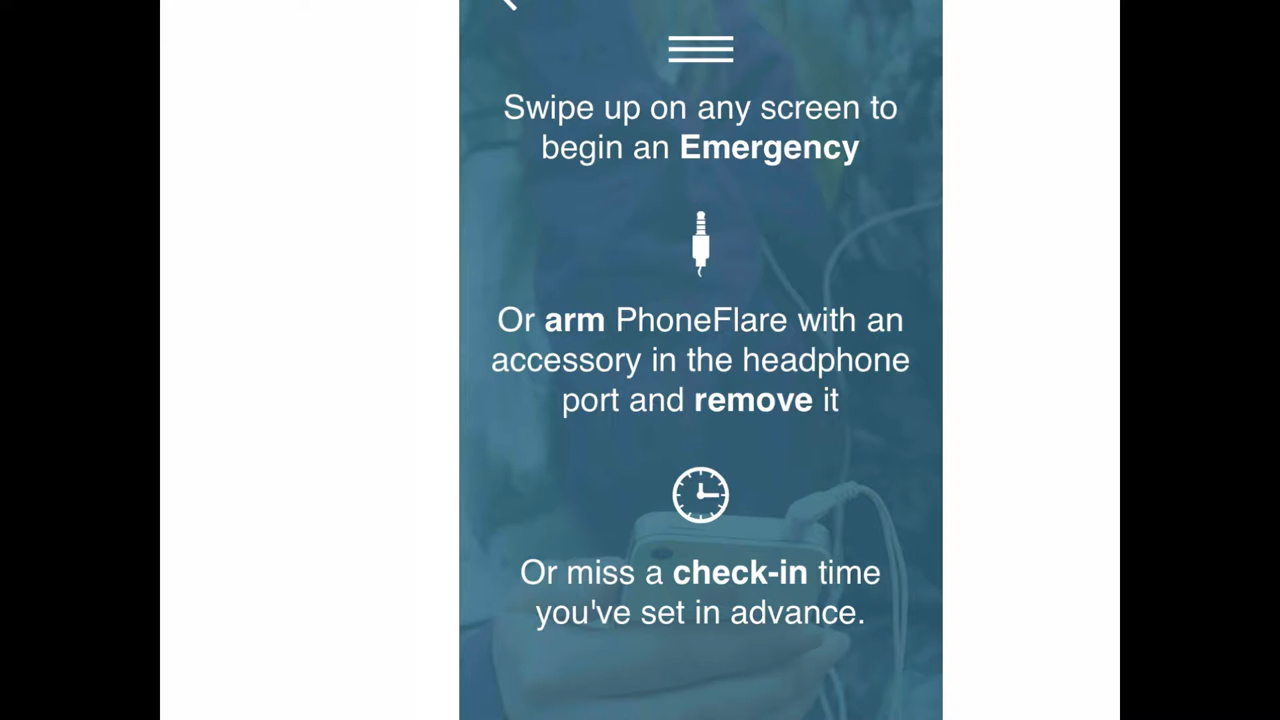 Swipe up on any screen to
begin an Emergency
Or arm PhoneFlare with an
accessory in the headphone
port and remove it
Or miss a check-in time
you've set in advance.